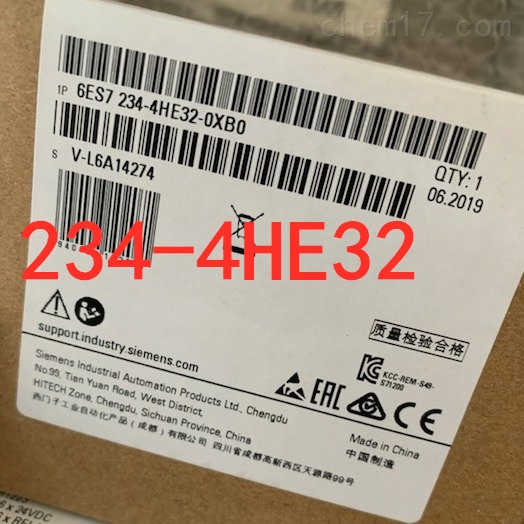 chem17.com
1P 6ES7 234-4HE32-0XB0
QTY: 1
S V-L6A14274
06.2019
234-4HE32
support.industry.siemens.com
质量检验合格
Siemens Industrial Automation Products Ltd., Chengdu
No.99, Tian Yuan Road, West District,
HITECH Zone, Chengdu, Sichuan Province, China
西门子工业自动化产品（成都）有限公司 四川省成都高新西区天源路99号
EAC
KCC-REM-S49-
S71200
Made in China
中国制造
x 24VDC